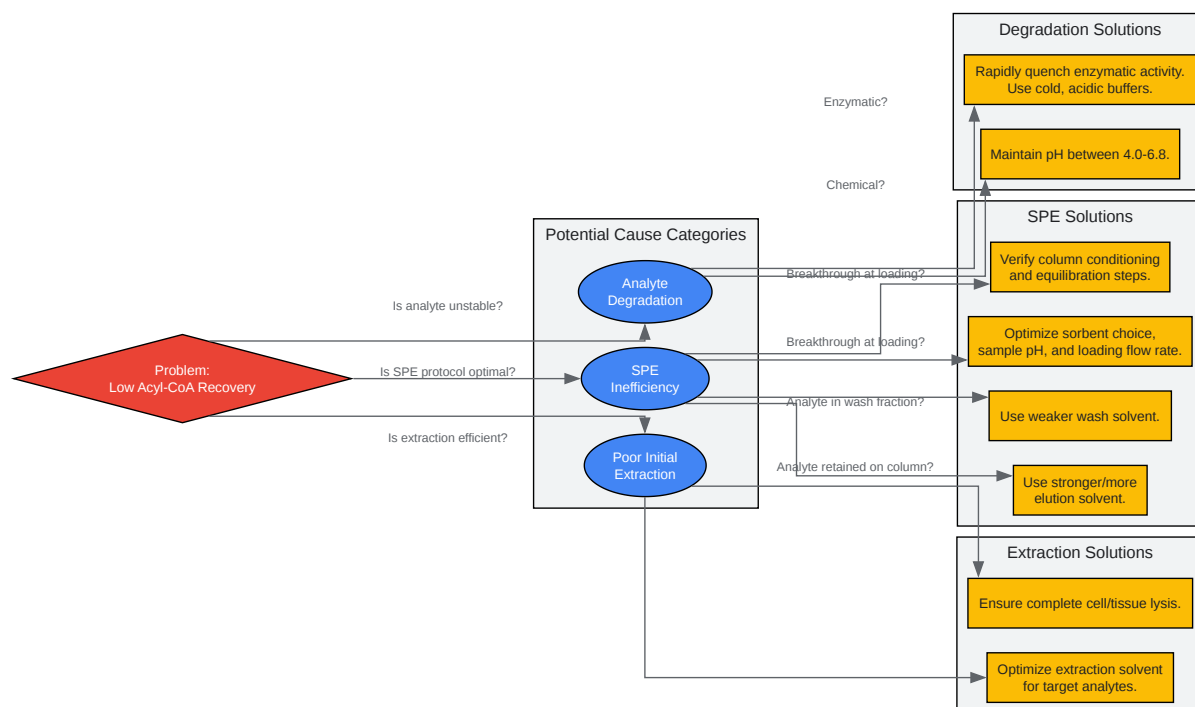 Problem:
Low Acyl-CoA Recovery
Is analyte unstable?
Is SPE protocol optimal?
Is extraction efficient?
Potential Cause Categories
Analyte
Degradation
SPE
Inefficiency
Poor Initial
Extraction
Enzymatic?
Chemical?
Breakthrough at loading?
Breakthrough at loading?
Analyte in wash fraction?
Analyte retained on column?
Degradation Solutions
Rapidly quench enzymatic activity.
Use cold, acidic buffers.
Maintain pH between 4.0-6.8.
SPE Solutions
Verify column conditioning
and equilibration steps.
Optimize sorbent choice,
sample pH, and loading flow rate.
Use weaker wash solvent.
Use stronger/more
elution solvent.
Extraction Solutions
Ensure complete cell/tissue lysis.
Optimize extraction solvent
for target analytes.